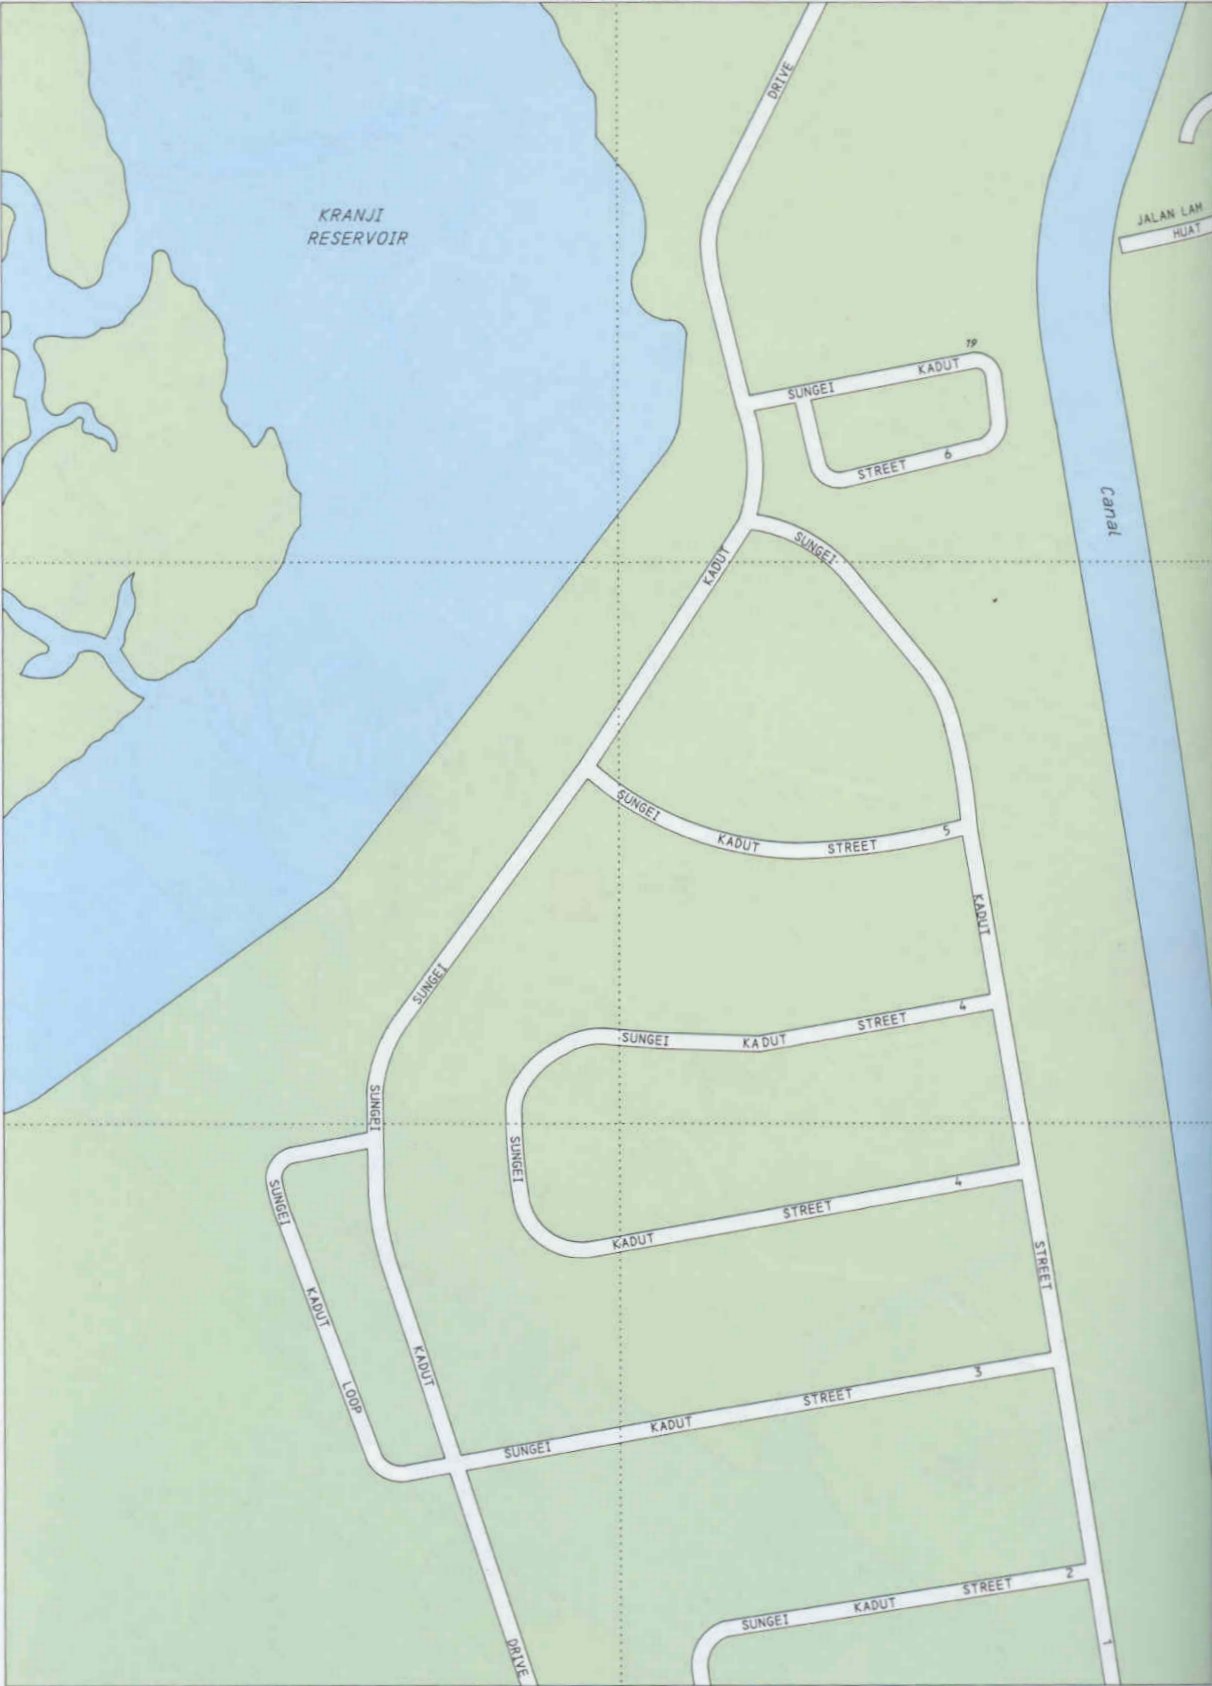 DRIVE
KRANJI
RESERVOIR
JALAN LAM
HUAT
19
SUNGEI KADUT
STREET 6
Canal
KADUT
SUNGEI
SUNGEI KADUT STREET 5
KADUT
SUNGEI
SUNGEI KADUT STREET 4
SUNGEI
SUNGEI
KADUT STREET 4
SUNGEI
KADUT
LOOP
KADUT
STREET
SUNGEI KADUT STREET 3
SUNGEI KADUT STREET 2
DRIVE
1